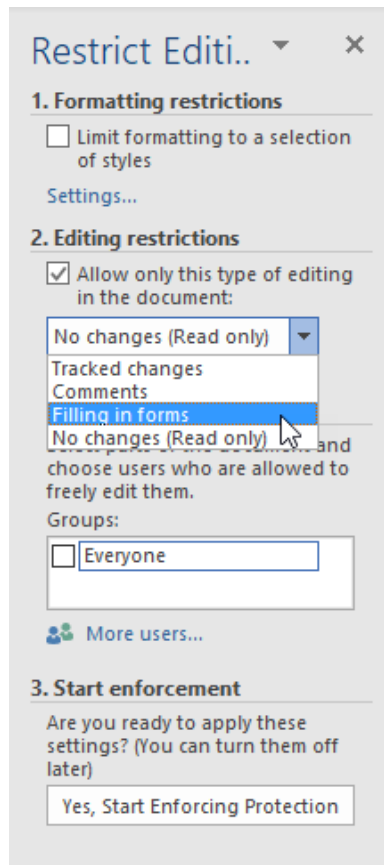 Restrict Editi..
1. Formatting restrictions
Limit formatting to a selection
of styles
Settings...
2. Editing restrictions
Allow only this type of editing
in the document:
No changes (Read only)
Tracked changes
Comments
Filling in forms
No changes (Read only)
and
choose users who are allowed to
freely edit them.
Groups:
Everyone
More users...
3. Start enforcement
Are you ready to apply these
settings? (You can turn them off
later)
Yes, Start Enforcing Protection